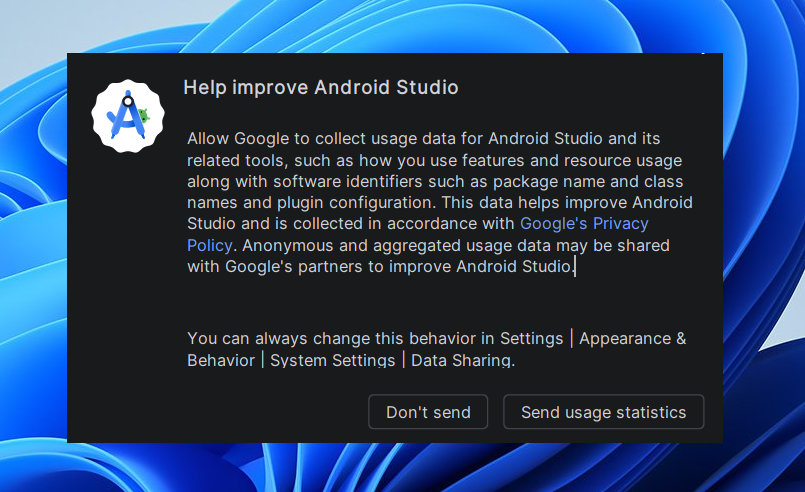 Help improve Android Studio
Allow Google to collect usage data for Android Studio and its
related tools, such as how you use features and resource usage
along with software identifiers such as package name and class
names and plugin configuration. This data helps improve Android
Studio and is collected in accordance with Google's Privacy
Policy. Anonymous and aggregated usage data may be shared
with Google's partners to improve Android Studio.
You can always change this behavior in Settings | Appearance &
Behavior | System Settings | Data Sharing.
Don't send
Send usage statistics